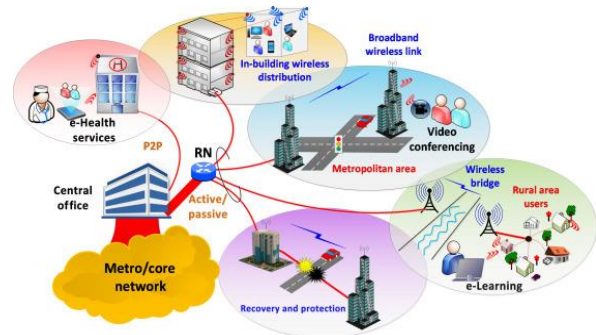 Broadband
wireless link
In-building wireless
distribution
H
e-Health
services
P2P
RN
Video
conferencing
Metropolitan area
Wireless
bridge
Rural area
users
Central
office
Active/
passive
Metro/core
network
Recovery and protection
e-Learning